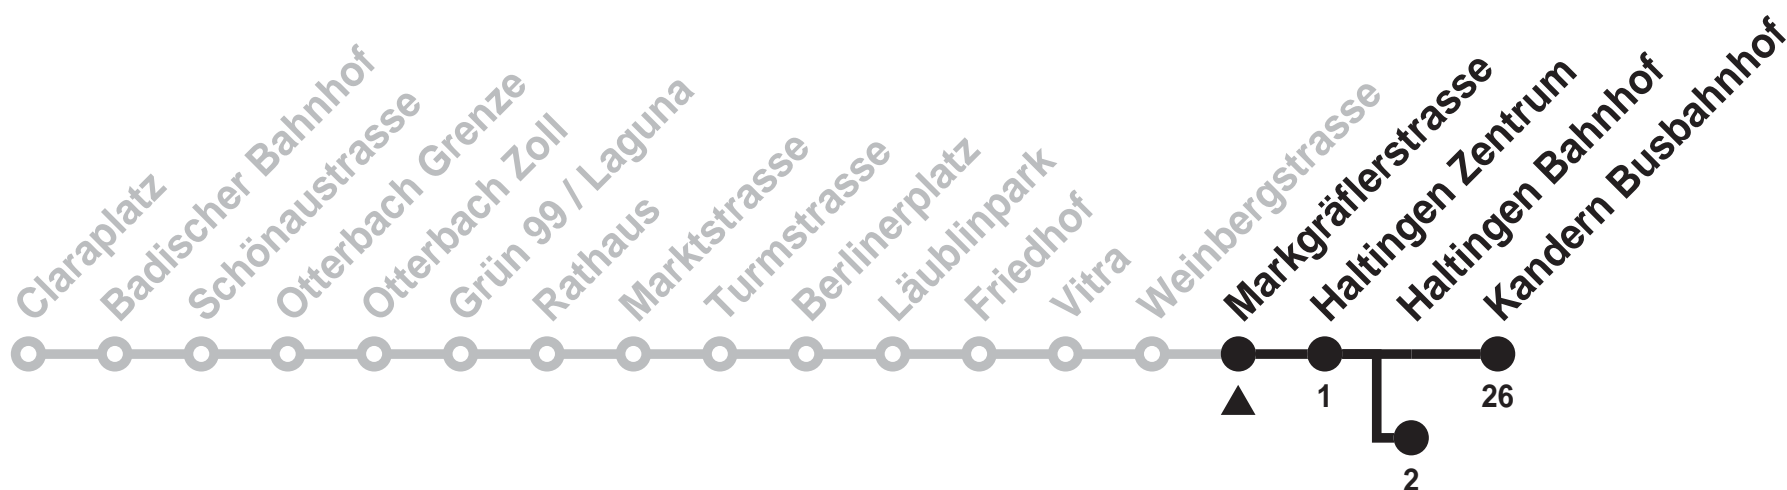 Claraplatz
Badischer Bahnhof
Schönaustrasse
Otterbach Grenze
Otterbach Zoll
Grün 99 / Laguna
Rathaus
Marktstrasse
Turmstrasse
Berlinerplatz
Läublinpark
Friedhof
Vitra
Weinbergstrasse
Markgräflerstrasse
Haltingen Zentrum
Haltingen Bahnhof
Kandern Busbahnhof
1
26
2